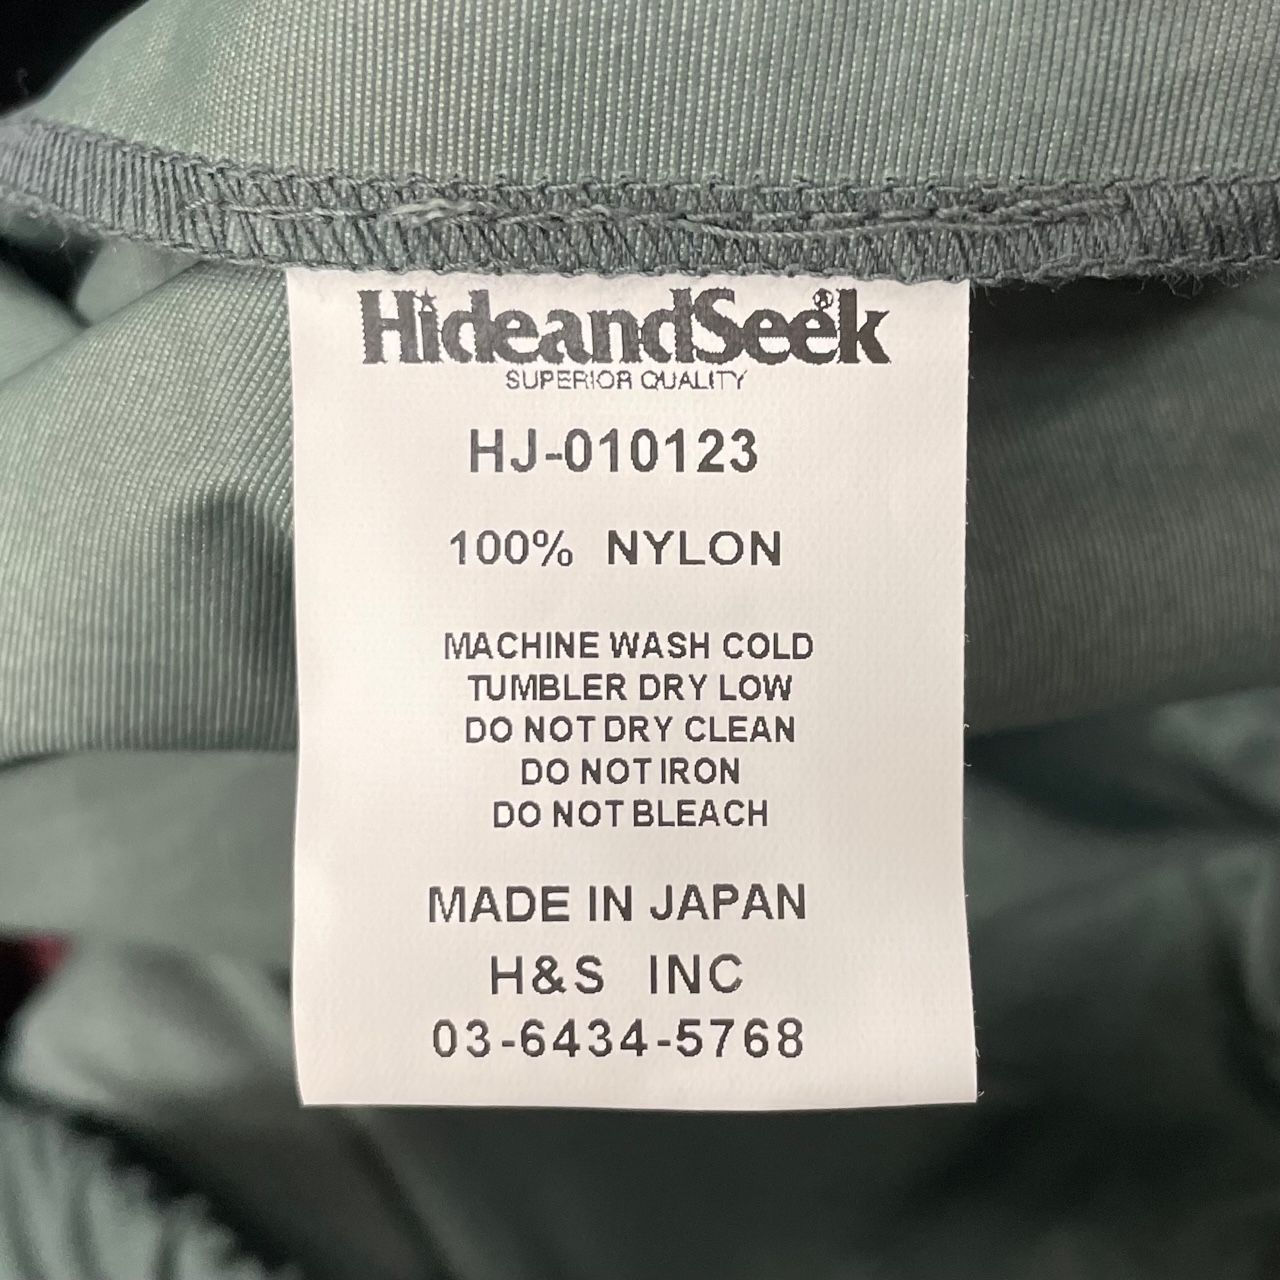 HideandSeek®
SUPERIOR QUALITY
HJ-010123
100% NYLON
MACHINE WASH COLD
TUMBLER DRY LOW
DO NOT DRY CLEAN
DO NOT IRON
DO NOT BLEACH
MADE IN JAPAN
H&S INC
03-6434-5768